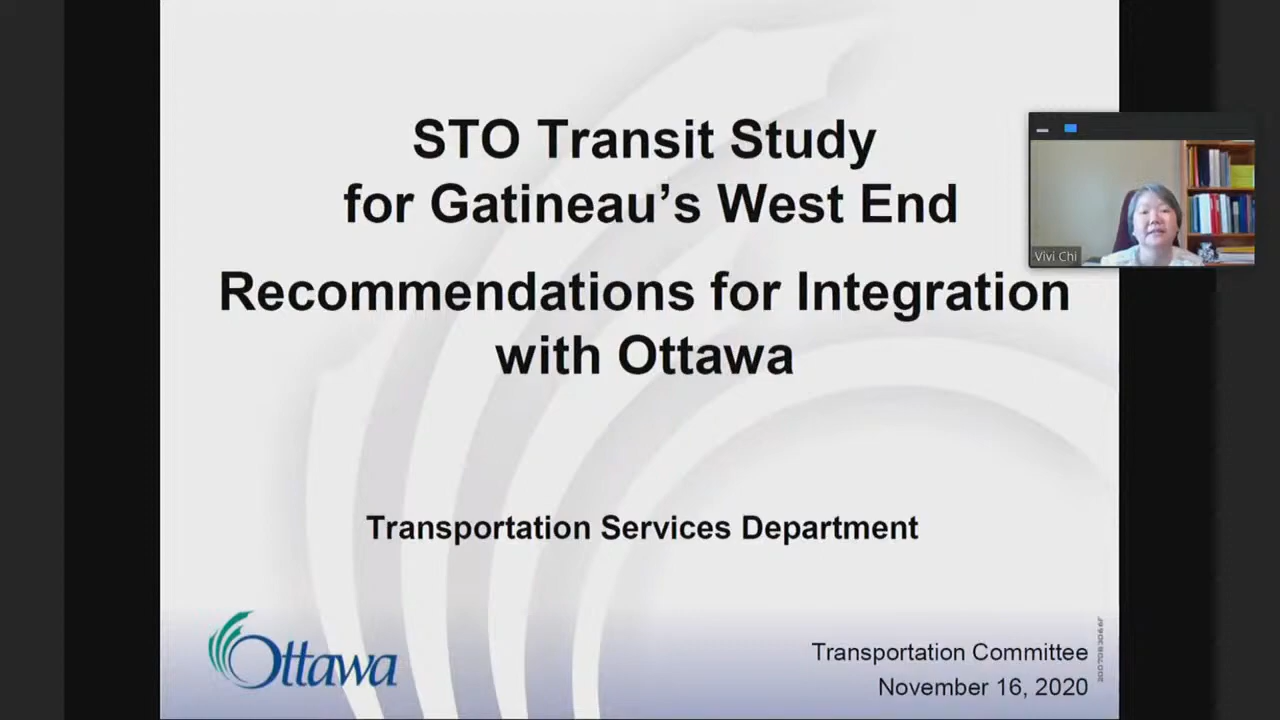 STO Transit Study
for Gatineau’s West End
Recommendations for Integration
with Ottawa
Vivi Chi
Transportation Services Department
Ottawa
Transportation Committee
November 16, 2020